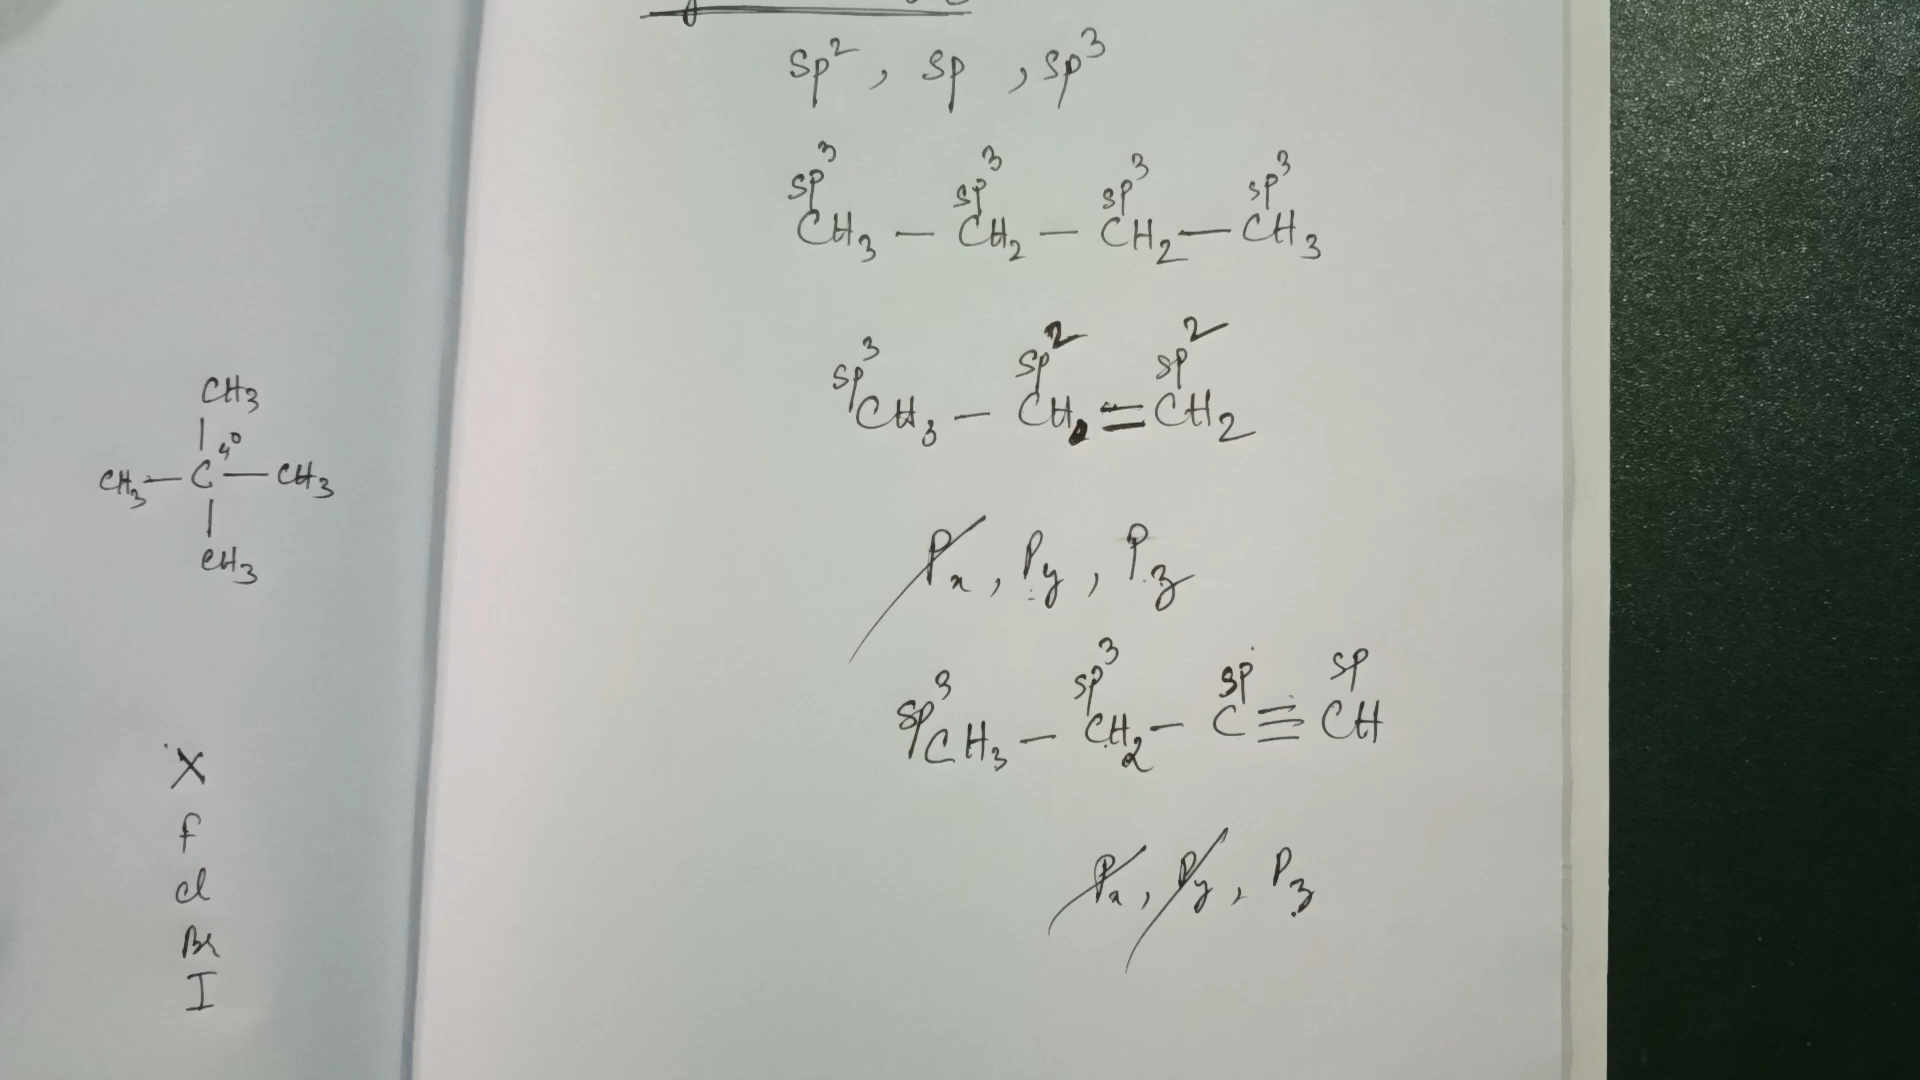 CH3
|
CH3 — C4° — CH3
|
CH3
X
F
Cl
Br
I
sp², sp, sp³
sp³ sp³ sp³ sp³
CH3 — CH2 — CH2 — CH3
sp³ sp² sp²
CH3 — CH = CH2
Px, Py, Pz
sp³ sp³ sp sp
CH3 — CH2 — C ≡ CH
Px, Py, Pz